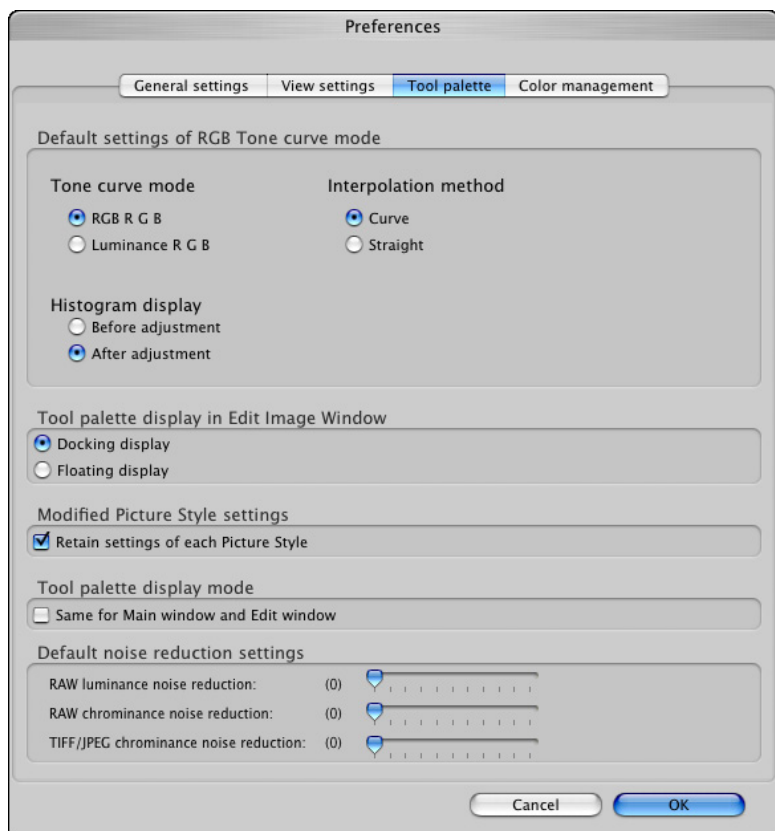 Preferences
General settings View settings Tool palette Color management
Default settings of RGB Tone curve mode
Tone curve mode Interpolation method
RGB R G B Curve
Luminance R G B Straight
Histogram display
Before adjustment
After adjustment
Tool palette display in Edit Image Window
Docking display
Floating display
Modified Picture Style settings
Retain settings of each Picture Style
Tool palette display mode
Same for Main window and Edit window
Default noise reduction settings
RAW luminance noise reduction: (0)
RAW chrominance noise reduction: (0)
TIFF/JPEG chrominance noise reduction: (0)
Cancel OK